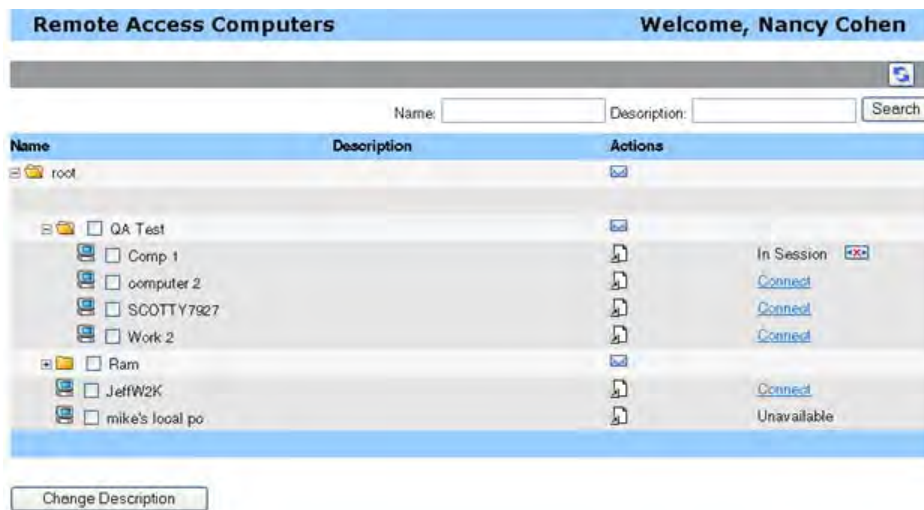 Remote Access Computers Welcome, Nancy Cohen
Name: Description: Search
Name Description Actions
root
QA Test
Comp 1 In Session
computer 2 Connect
SCOTTY7927 Connect
Work 2 Connect
Ram
JeffW2K Connect
mike's local pc Unavailable
Change Description